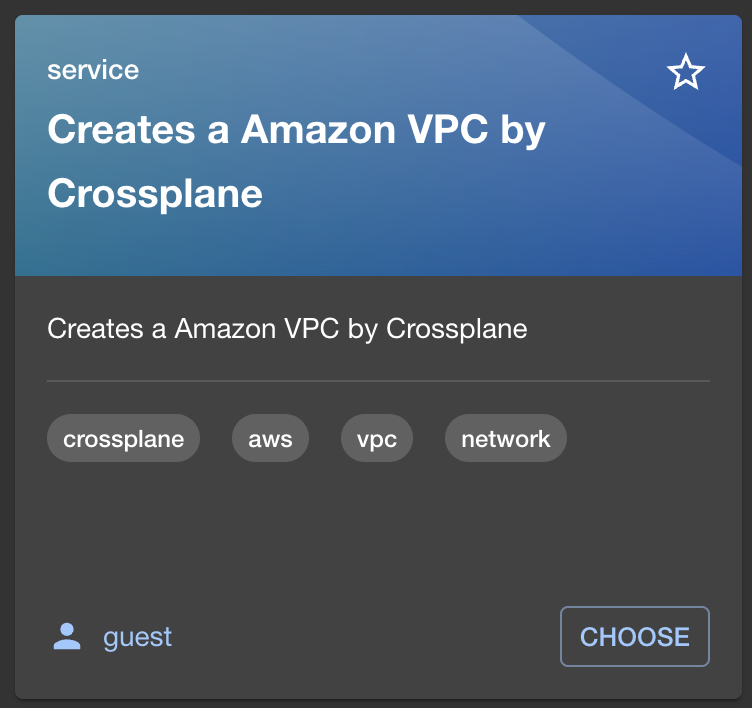 service
Creates a Amazon VPC by
Crossplane
Creates a Amazon VPC by Crossplane
crossplane aws vpc network
guest CHOOSE